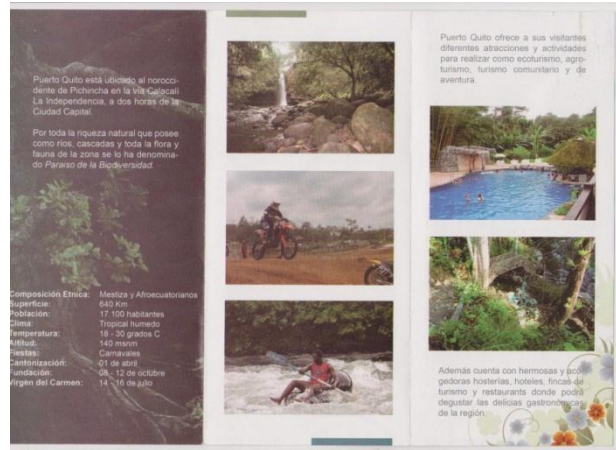 Puerto Quito está ubicado al norocci-
dente de Pichincha en la vía Calacalí
La Independencia, a dos horas de la
Ciudad Capital.
Por toda la riqueza natural que posee
como ríos, cascadas y toda la flora y
fauna de la zona se lo ha denomina-
do Paraiso de la Biodiversidad.
Composición Etnica: Mestiza y Afroecuatorianos
Superficie: 640 Km
Población: 17.100 habitantes
Clima: Tropical humedo
Temperatura: 18 - 30 grados C
Altitud: 140 msnm
Fiestas: Carnavales
Cantonización: 01 de abril
Fundación: 08 - 12 de octubre
Virgen del Carmen: 14 - 16 de julio
Puerto Quito ofrece a sus visitantes
diferentes atracciones y actividades
para realizar como ecoturismo, agro-
turismo, turismo comunitario y de
aventura.
Además cuenta con hermosas y aco-
gedoras hosterías, hoteles, fincas de
turismo y restaurants donde podrá
degustar las delicias gastronómicas
de la región.